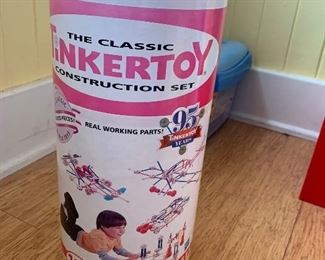 THE CLASSIC
TINKERTOY
CONSTRUCTION SET
REAL WORKING PARTS!
95
TINKERTOY
YEARS